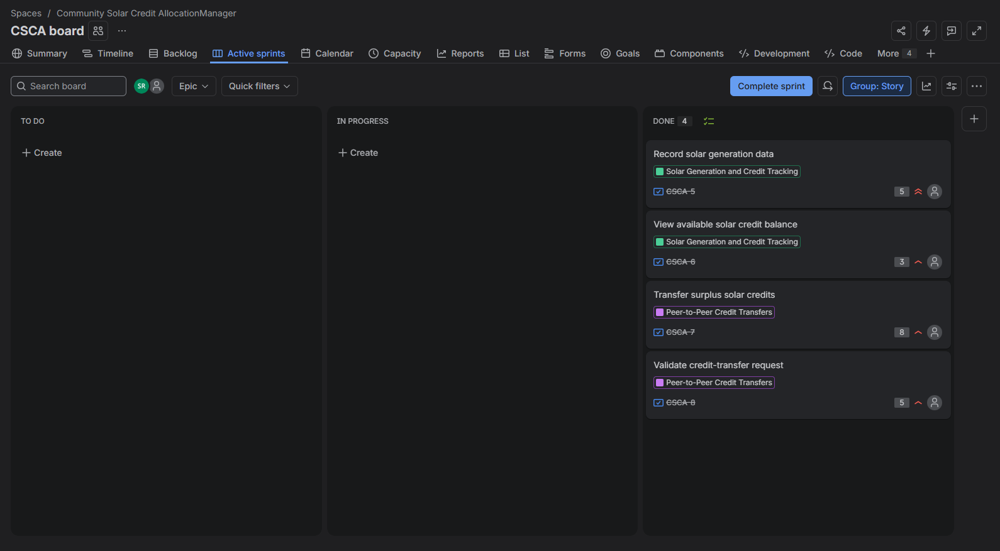 Spaces / Community Solar Credit AllocationManager
CSCA board
Summary Timeline Backlog Active sprints Calendar Capacity Reports List Forms Goals Components Development Code More 4
Search board SR Epic Quick filters Complete sprint Group: Story
TO DO
Create
IN PROGRESS
Create
DONE 4
Record solar generation data
Solar Generation and Credit Tracking
CSCA-5 5
View available solar credit balance
Solar Generation and Credit Tracking
CSCA-6 3
Transfer surplus solar credits
Peer-to-Peer Credit Transfers
CSCA-7 8
Validate credit-transfer request
Peer-to-Peer Credit Transfers
CSCA-8 5